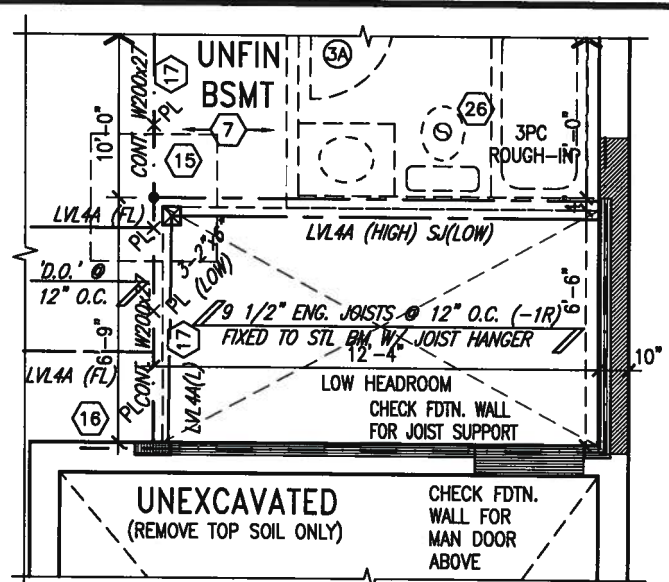 UNFIN
BSMT
3A
17
CONT. W200x27
PL
7
15
26
3PC
ROUGH-IN
10'-0"
LVL4A (FL)
PL
3-2"x6"
(LOW)
LVL4A (HIGH) SJ(LOW)
'D.O.' @
12" O.C.
PL
9 1/2" ENG. JOISTS @ 12" O.C. (-1R)
FIXED TO STL BM W/ JOIST HANGER
6'-6"
12'-4"
10"
6'-9"
CONT. W200x27
17
LVL4A (FL)
PL
LVL4A(L)
16
LOW HEADROOM
CHECK FDTN. WALL
FOR JOIST SUPPORT
UNEXCAVATED
(REMOVE TOP SOIL ONLY)
CHECK FDTN.
WALL FOR
MAN DOOR
ABOVE